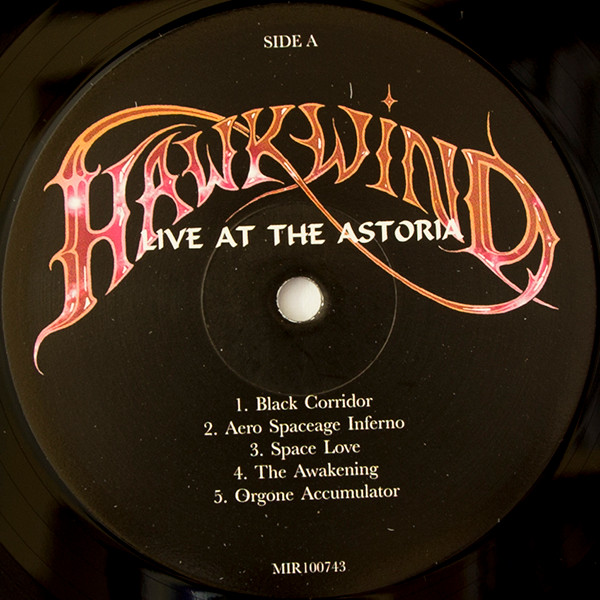 SIDE A
HAWKWIND
LIVE AT THE ASTORIA
1. Black Corridor
2. Aero Spaceage Inferno
3. Space Love
4. The Awakening
5. Orgone Accumulator
MIR100743